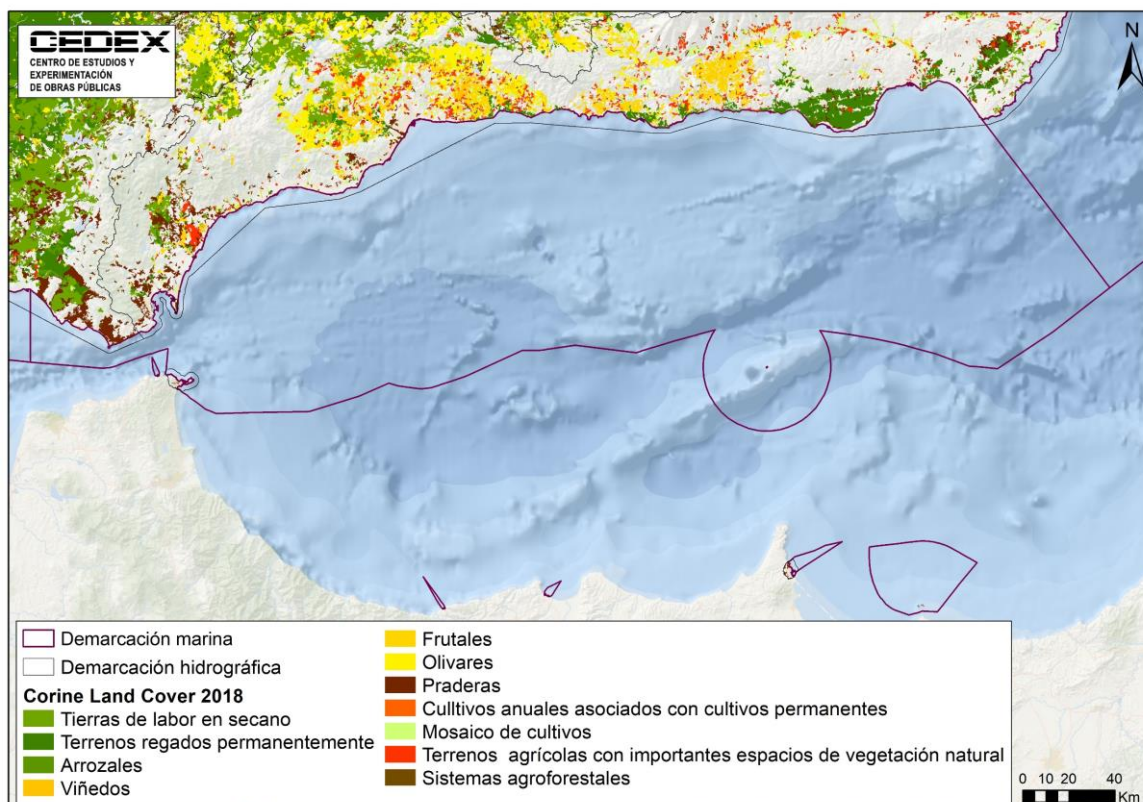 CEDEX
CENTRO DE ESTUDIOS Y
EXPERIMENTACIÓN
DE OBRAS PÚBLICAS
N
Demarcación marina
Demarcación hidrográfica
Corine Land Cover 2018
Tierras de labor en secano
Terrenos regados permanentemente
Arrozales
Viñedos
Frutales
Olivares
Praderas
Culltivos anuales asociados con cultivos permanentes
Mosaico de cultivos
Terrenos agrícolas con importantes espacios de vegetación natural
Sistemas agroforestales
0 10 20 40
Km